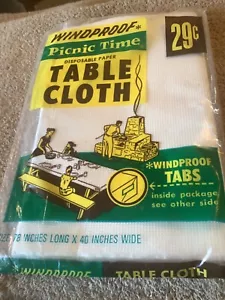 WINDPROOF*
Picnic Time
29¢
DISPOSABLE PAPER
TABLE
CLOTH
*WINDPROOF
TABS
inside package
see other side
78 INCHES LONG X 40 INCHES WIDE
WINDPROOF TABLE CLOTH